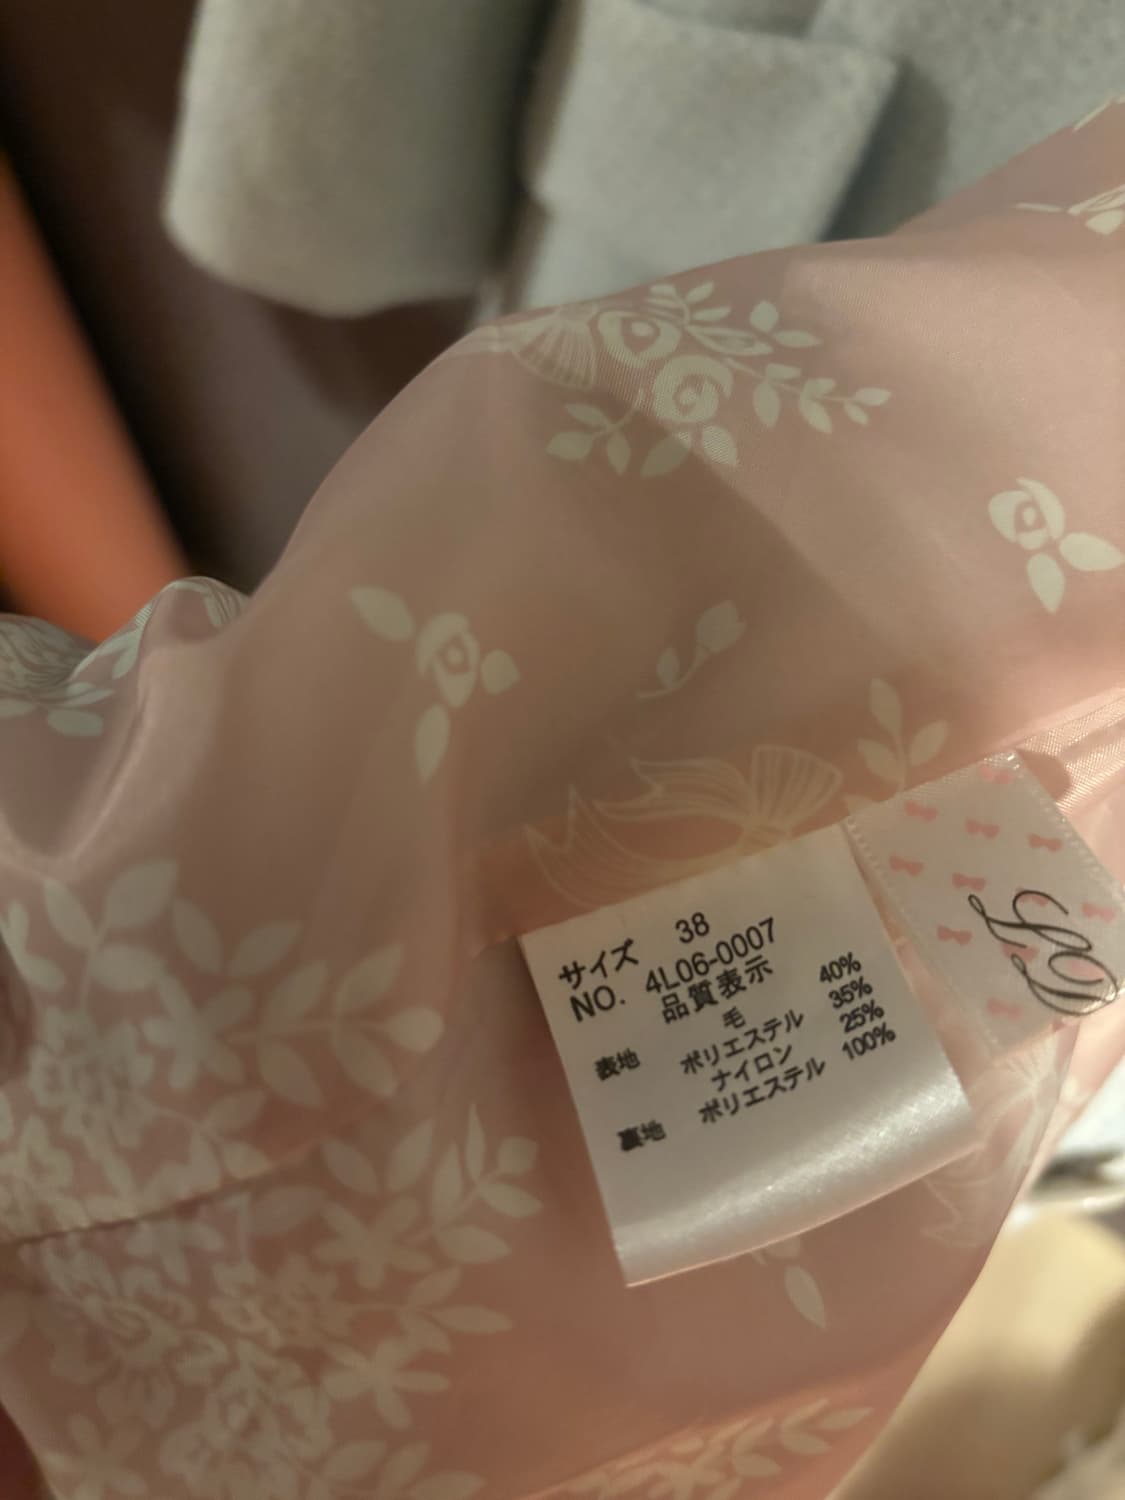 サイズ 38
NO. 4L06-0007
品質表示
表地 毛 40%
ポリエステル 35%
ナイロン 25%
裏地 ポリエステル 100%